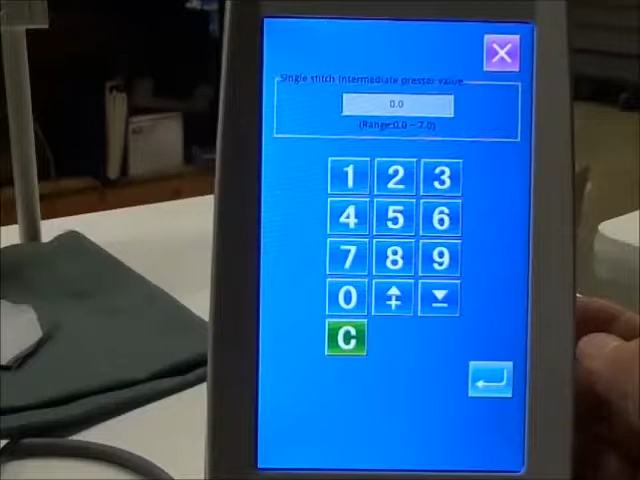 Single stitch intermediate presser value
0.0
(Range:0.0 ~ 7.0)
1 2 3
4 5 6
7 8 9
0
C